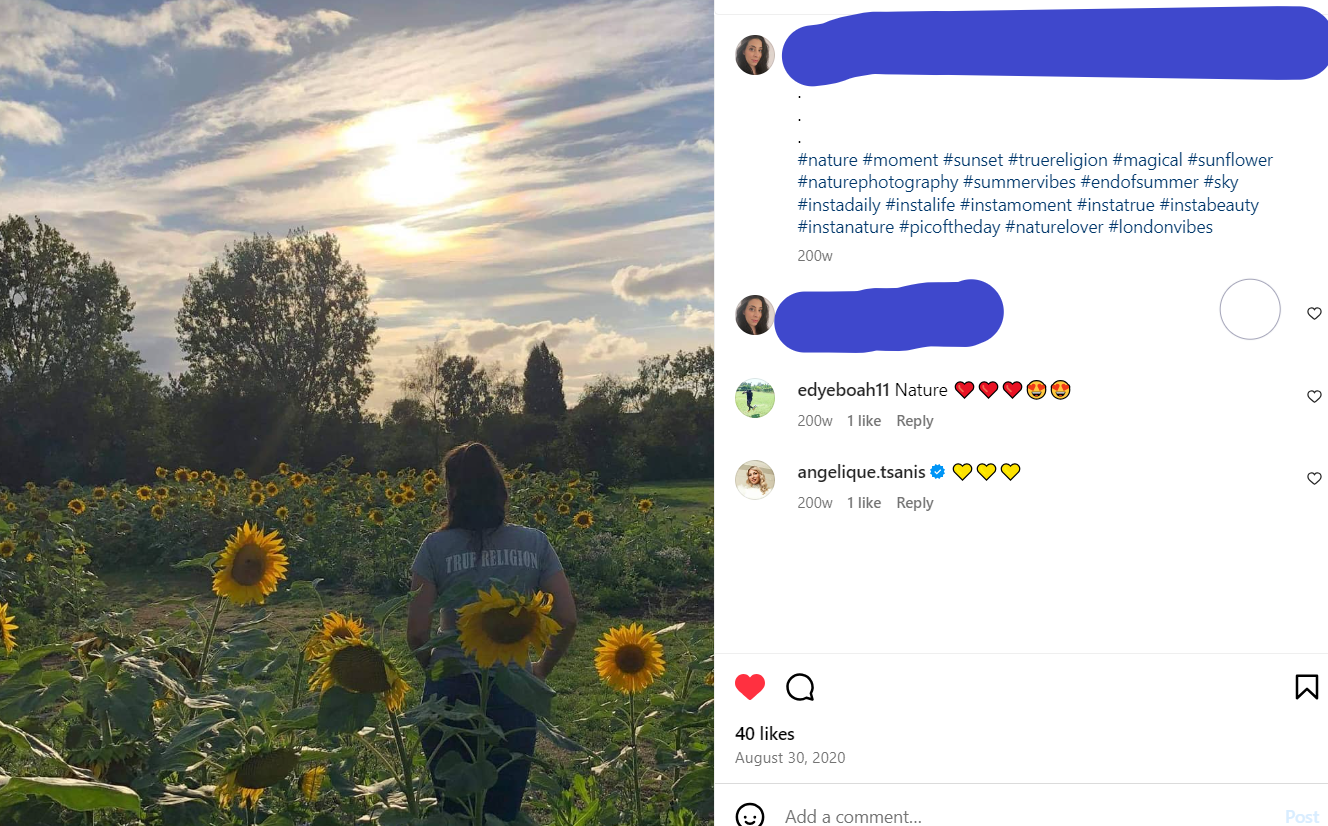 TRUE RELIGION
.
.
.
#nature #moment #sunset #truereligion #magical #sunflower
#naturephotography #summervibes #endofsummer #sky
#instadaily #instalife #instamoment #instatrue #instabeauty
#instanature #picoftheday #naturelover #londonvibes
200w
edyeboah11 Nature ❤️❤️❤️😍😍
200w 1 like Reply
angelique.tsanis 💛💛💛
200w 1 like Reply
40 likes
August 30, 2020
Add a comment... Post